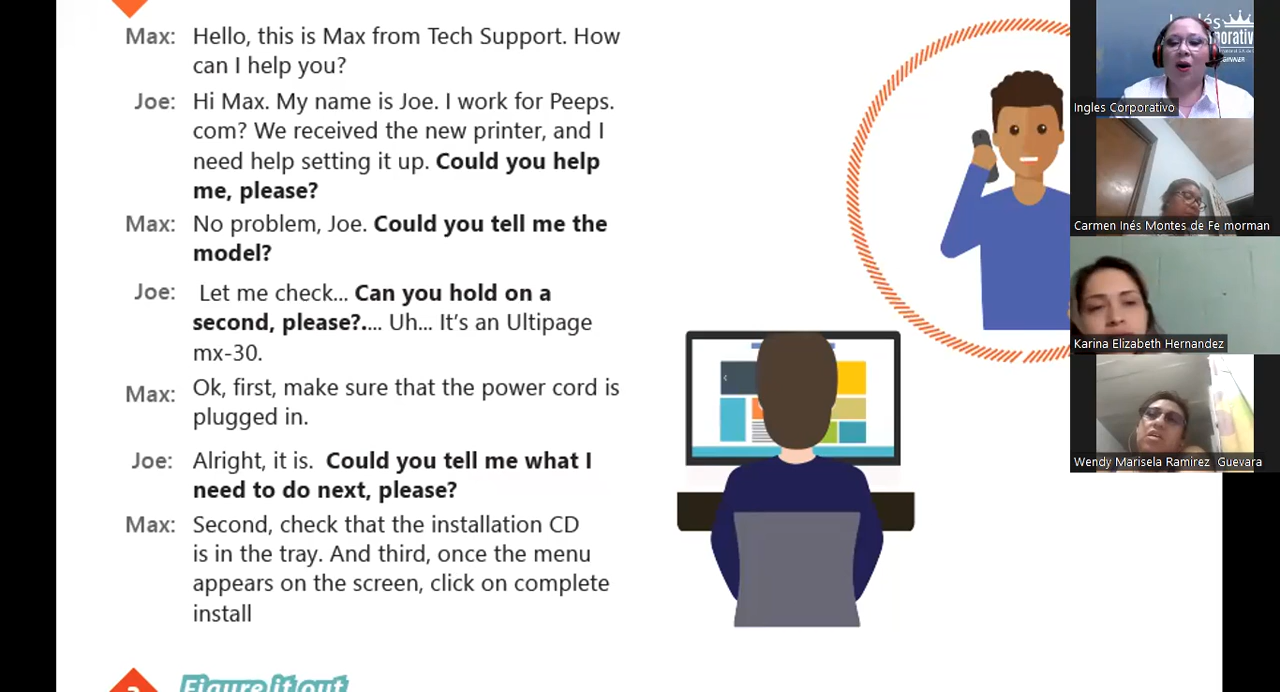 Max: Hello, this is Max from Tech Support. How
can I help you?
Joe: Hi Max. My name is Joe. I work for Peeps.
com? We received the new printer, and I
need help setting it up. Could you help
me, please?
Max: No problem, Joe. Could you tell me the
model?
Joe: Let me check... Can you hold on a
second, please?.... Uh... It's an Ultipage
mx-30.
Max: Ok, first, make sure that the power cord is
plugged in.
Joe: Alright, it is. Could you tell me what I
need to do next, please?
Max: Second, check that the installation CD
is in the tray. And third, once the menu
appears on the screen, click on complete
install
Figure it out
Ingles Corporativo
Carmen Inés Montes de Fe morman
Karina Elizabeth Hernandez
Wendy Marisela Ramirez Guevara